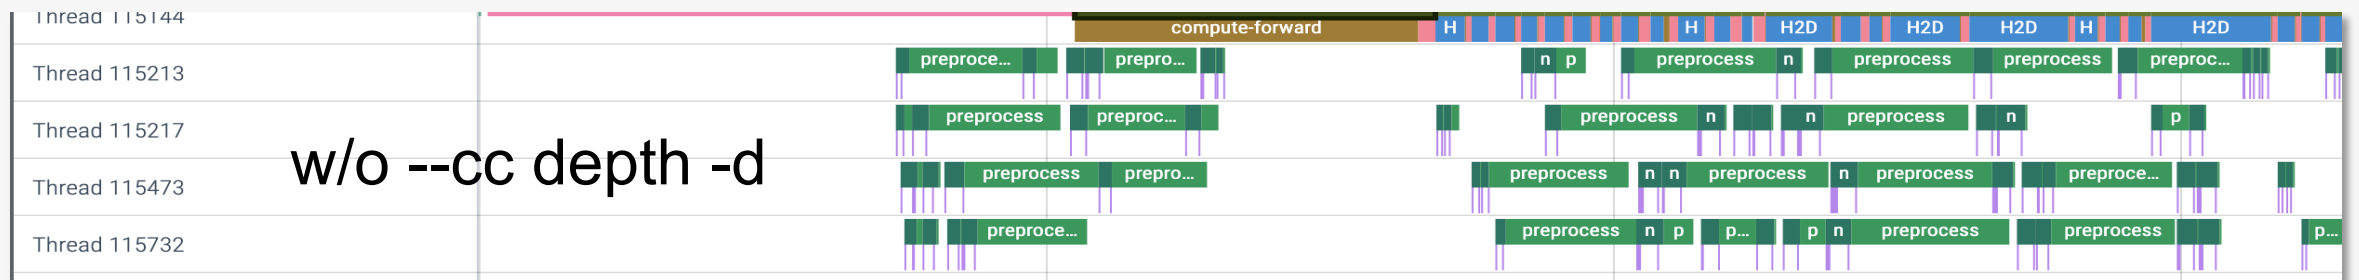 Thread 115144 compute-forward H H H2D H2D H2D H H2D
Thread 115213 preproce... prepro... n p preprocess n preprocess preprocess preproc...
Thread 115217 preprocess preproc... preprocess n n preprocess n p
w/o --cc depth -d
Thread 115473 preprocess prepro... preprocess n n preprocess n preprocess preproce...
Thread 115732 preproce... preprocess n p p... p n preprocess preprocess p...